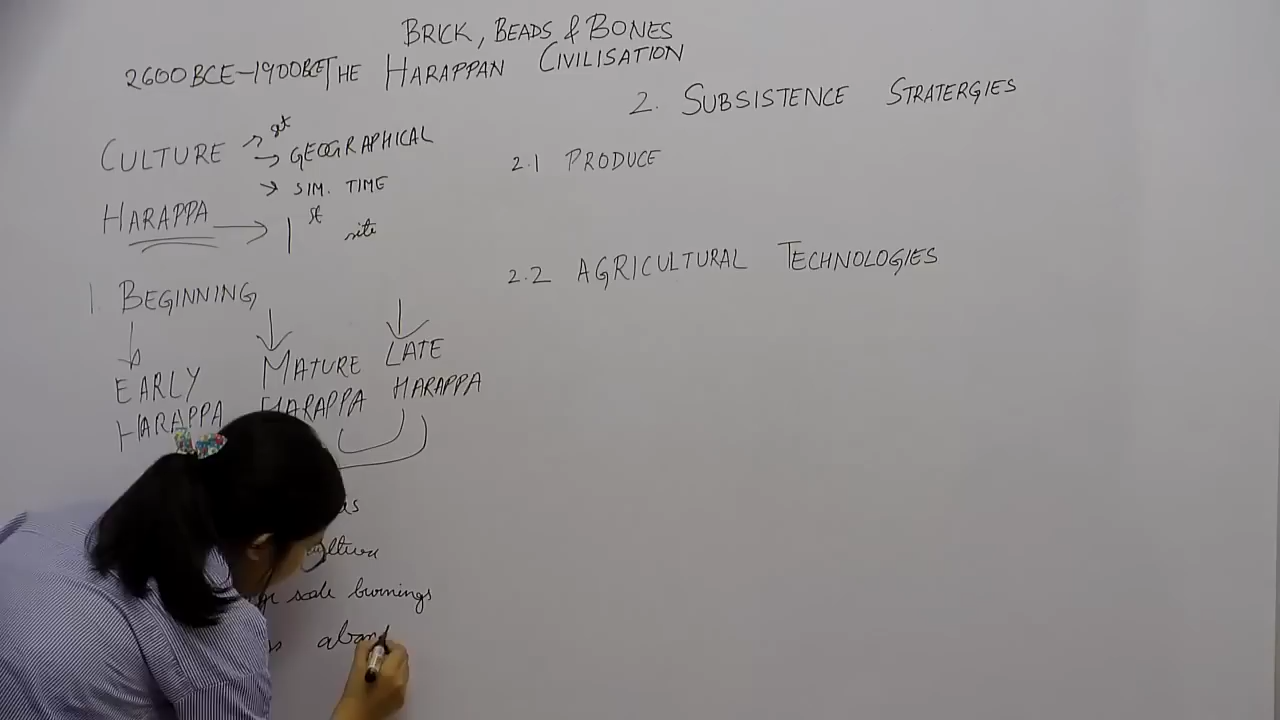 BRICK, BEADS & BONES
2600BCE-1900BCE THE HARAPPAN CIVILISATION
CULTURE → GEOGRAPHICAL
→ SIM. TIME
HARAPPA → 1st site
1. BEGINNING
EARLY HARAPPA
MATURE HARAPPA
LATE HARAPPA
scale burnings
2. SUBSISTENCE STRATERGIES
2.1 PRODUCE
2.2 AGRICULTURAL TECHNOLOGIES